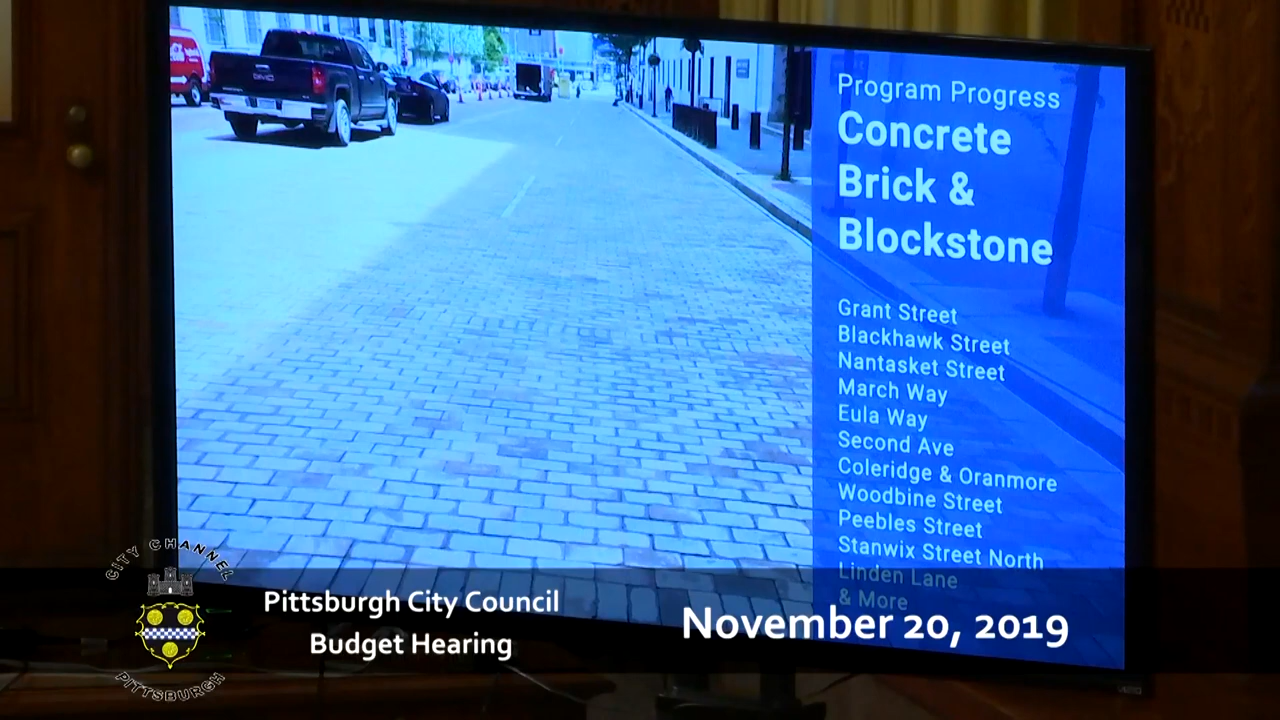 Program Progress
Concrete
Brick &
Blockstone
Grant Street
Blackhawk Street
Nantasket Street
March Way
Eula Way
Second Ave
Coleridge & Oranmore
Woodbine Street
Peebles Street
Stanwix Street North
Linden Lane
& More
CITY CHANNEL
PITTSBURGH
Pittsburgh City Council
Budget Hearing
November 20, 2019
GMC